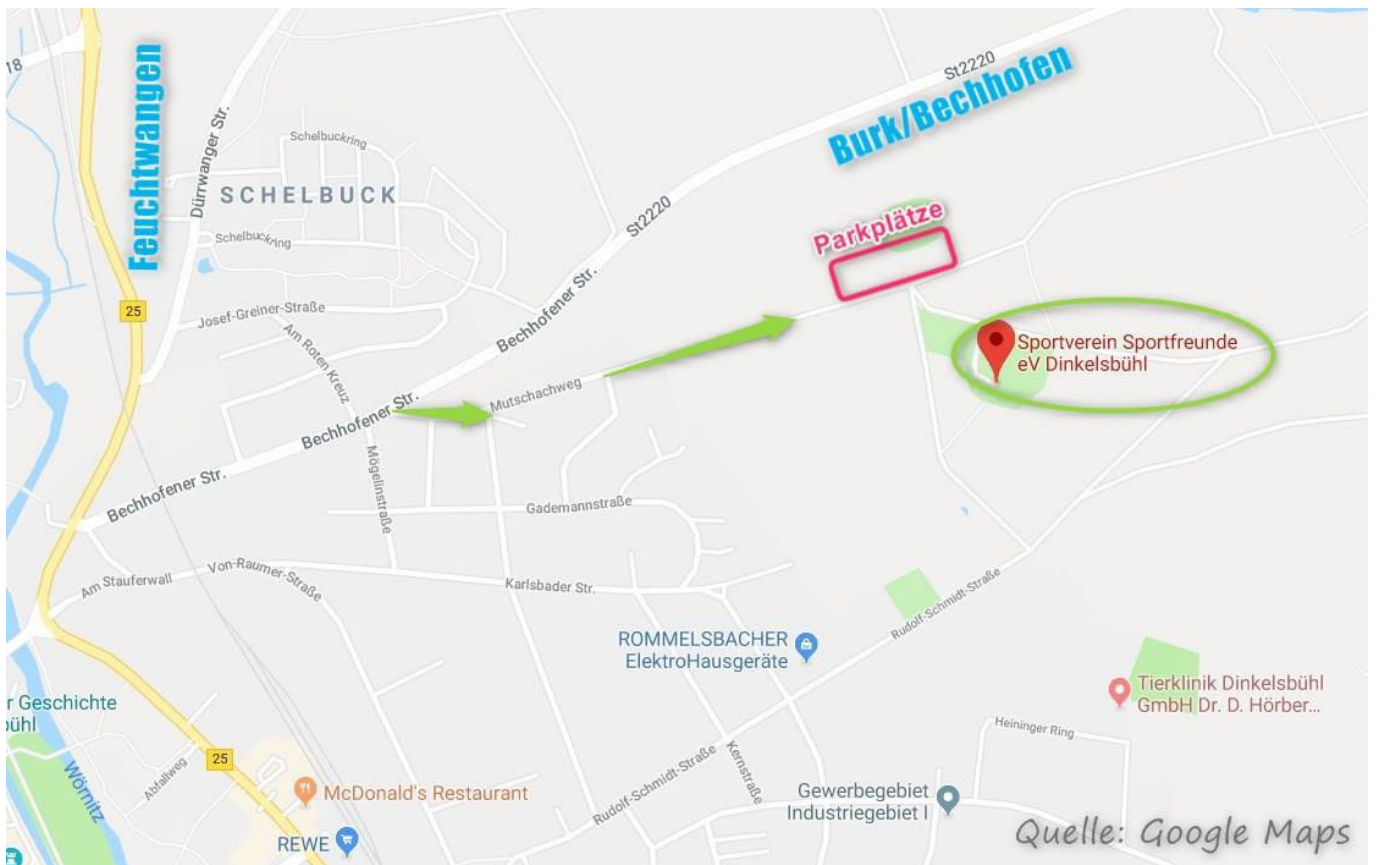 18
Feuchtwangen
Dürrwanger Str.
Schelbuckring
SCHELBUCK
Schelbuckring
St2220
Burk/Bechhofen
St2220
Parkplätze
25
Josef-Greiner-Straße
Am Roten Kreuz
Bechhofener Str.
Sportverein Sportfreunde
eV Dinkelsbühl
Mutschachweg
Bechhofener Str.
Bechhofener Str.
Mögelinstraße
Gademannstraße
Am Stauferwall
Von-Raumer-Straße
Karlsbader Str.
Rudolf-Schmidt-Straße
ROMMELSBACHER
ElektroHausgeräte
Tierklinik Dinkelsbühl
GmbH Dr. D. Hörber...
r Geschichte
bühl
Heininger Ring
25
Wörnitz
Abfallweg
McDonald's Restaurant
Rudolf-Schmidt-Straße
Kernstraße
Gewerbegebiet
Industriegebiet I
REWE
Quelle: Google Maps